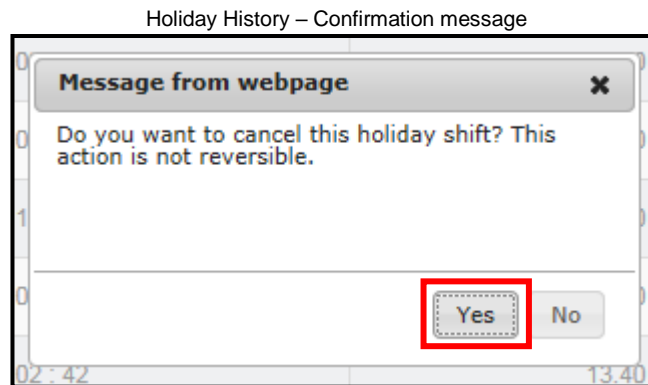 Holiday History – Confirmation message
Message from webpage
Do you want to cancel this holiday shift? This
action is not reversible.
Yes No
02 : 42 13.40